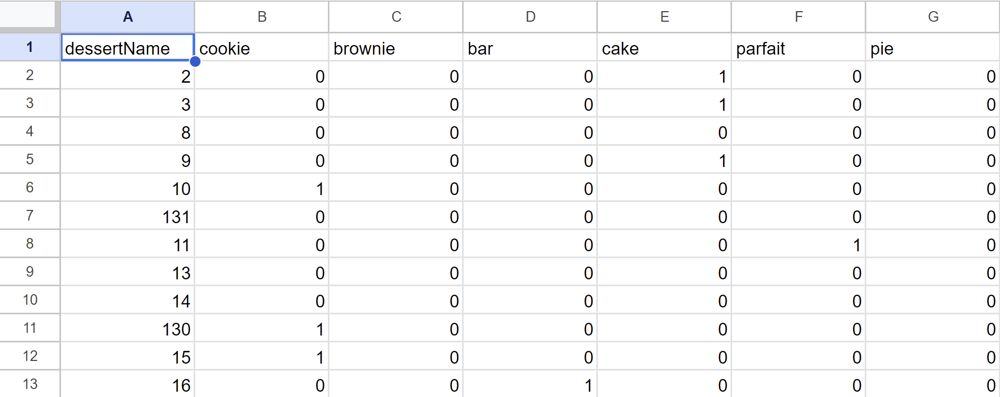 A B C D E F G
1 dessertName cookie brownie bar cake parfait pie
2 2 0 0 0 1 0 0
3 3 0 0 0 1 0 0
4 8 0 0 0 0 0 0
5 9 0 0 0 1 0 0
6 10 1 0 0 0 0 0
7 131 0 0 0 0 0 0
8 11 0 0 0 0 1 0
9 13 0 0 0 0 0 0
10 14 0 0 0 0 0 0
11 130 1 0 0 0 0 0
12 15 1 0 0 0 0 0
13 16 0 0 1 0 0 0